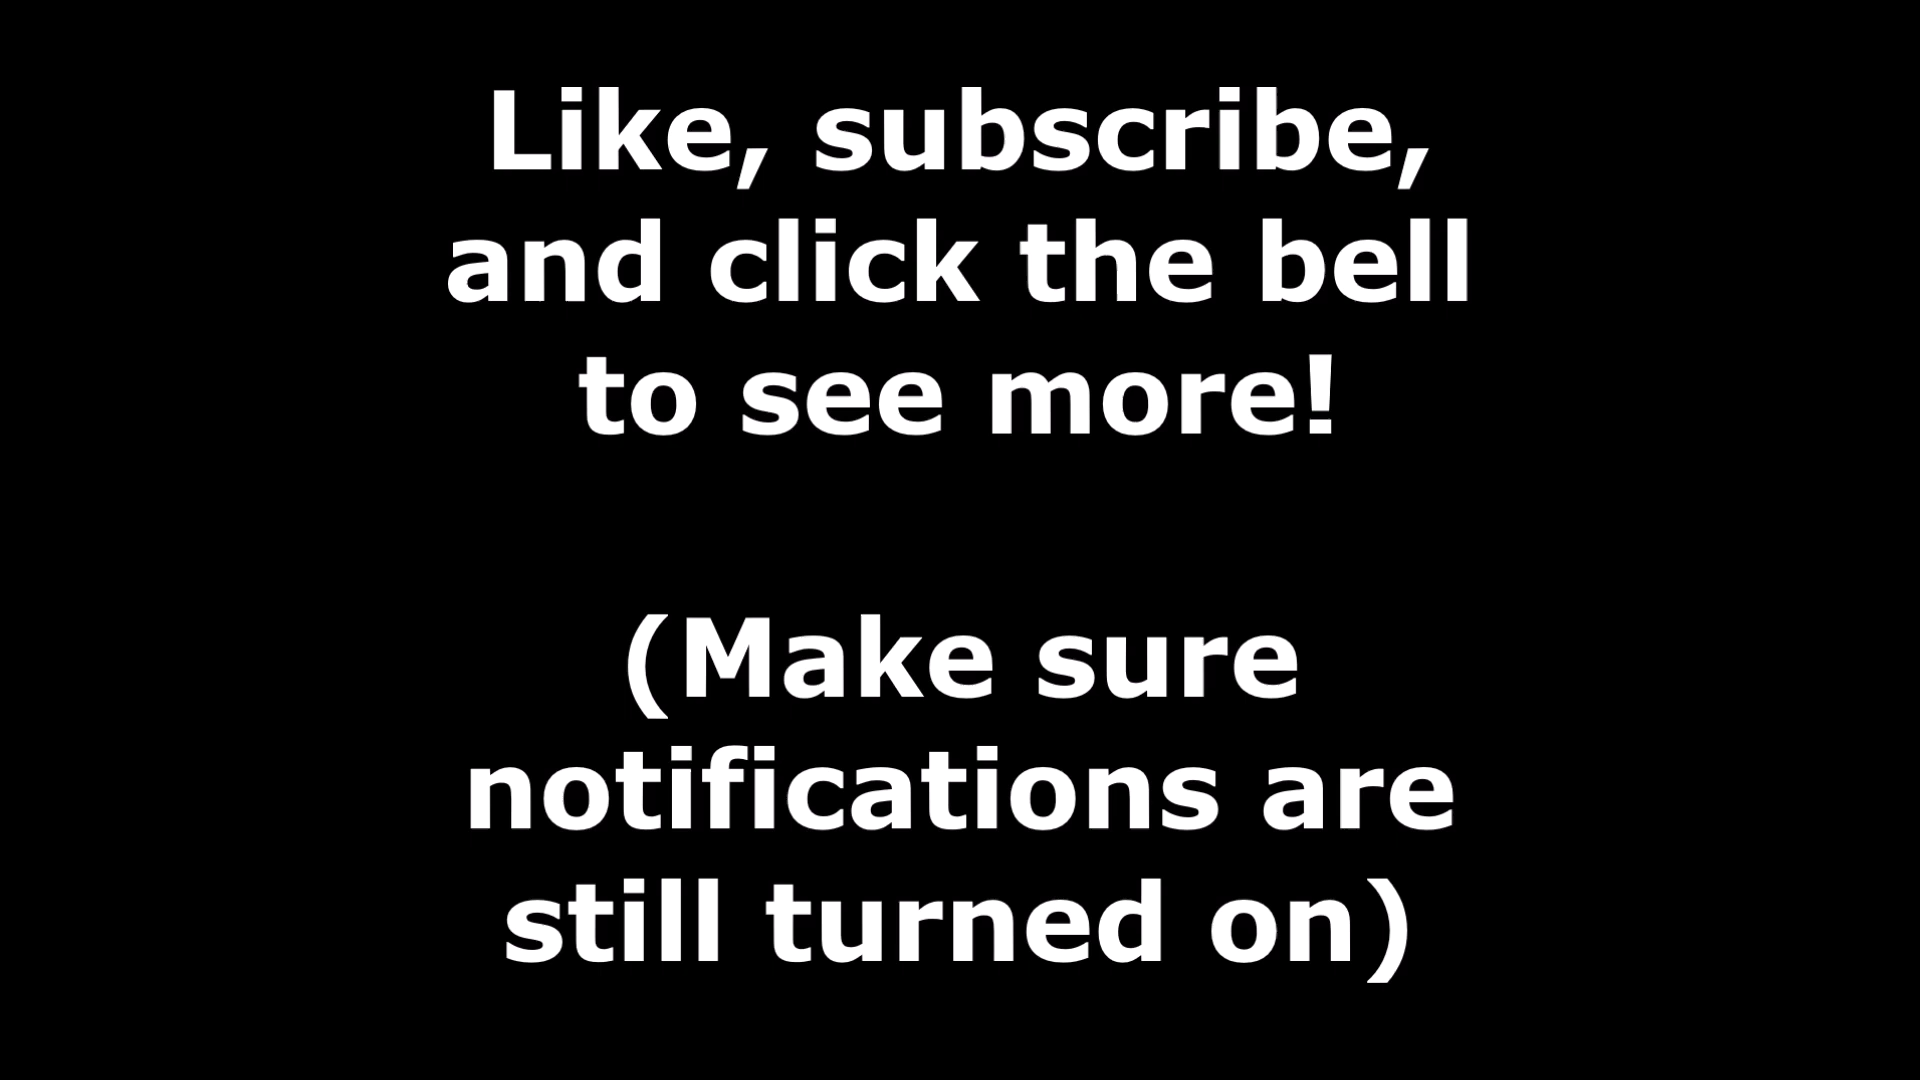 Like, subscribe,
and click the bell
to see more!
(Make sure
notifications are
still turned on)